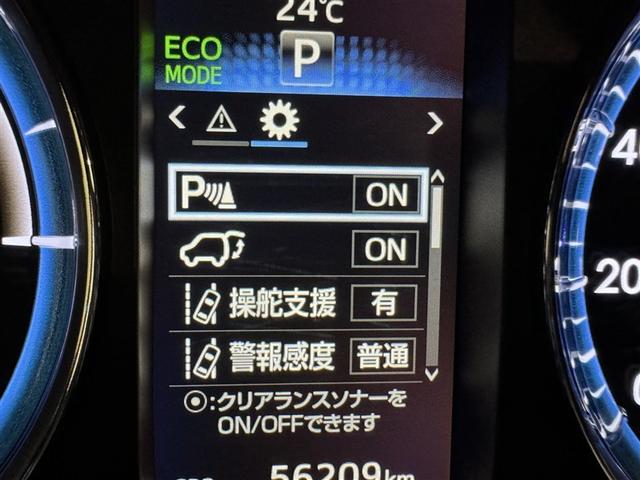 24℃
ECO
MODE
P
P ON
ON
操舵支援 有
警報感度 普通
⦿:クリアランスソナーを
ON/OFFできます
56209km
20